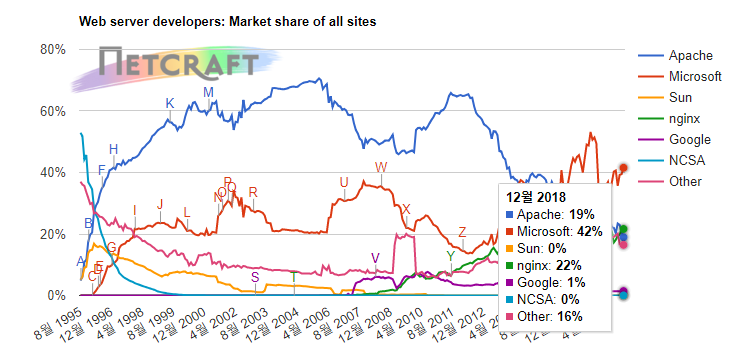 Web server developers: Market share of all sites
NETCRAFT
80%
60%
40%
20%
0%
A
B
C
D
E
F
G
H
I
J
K
L
M
N
O
P
Q
R
S
T
U
V
W
X
Y
Z
8월 1995
12월 1996
4월 1998
8월 1999
12월 2000
4월 2002
8월 2003
12월 2004
4월 2006
8월 2007
12월 2008
4월 2010
8월 2011
12월 2012
Apache
Microsoft
Sun
nginx
Google
NCSA
Other
12월 2018
Apache: 19%
Microsoft: 42%
Sun: 0%
nginx: 22%
Google: 1%
NCSA: 0%
Other: 16%